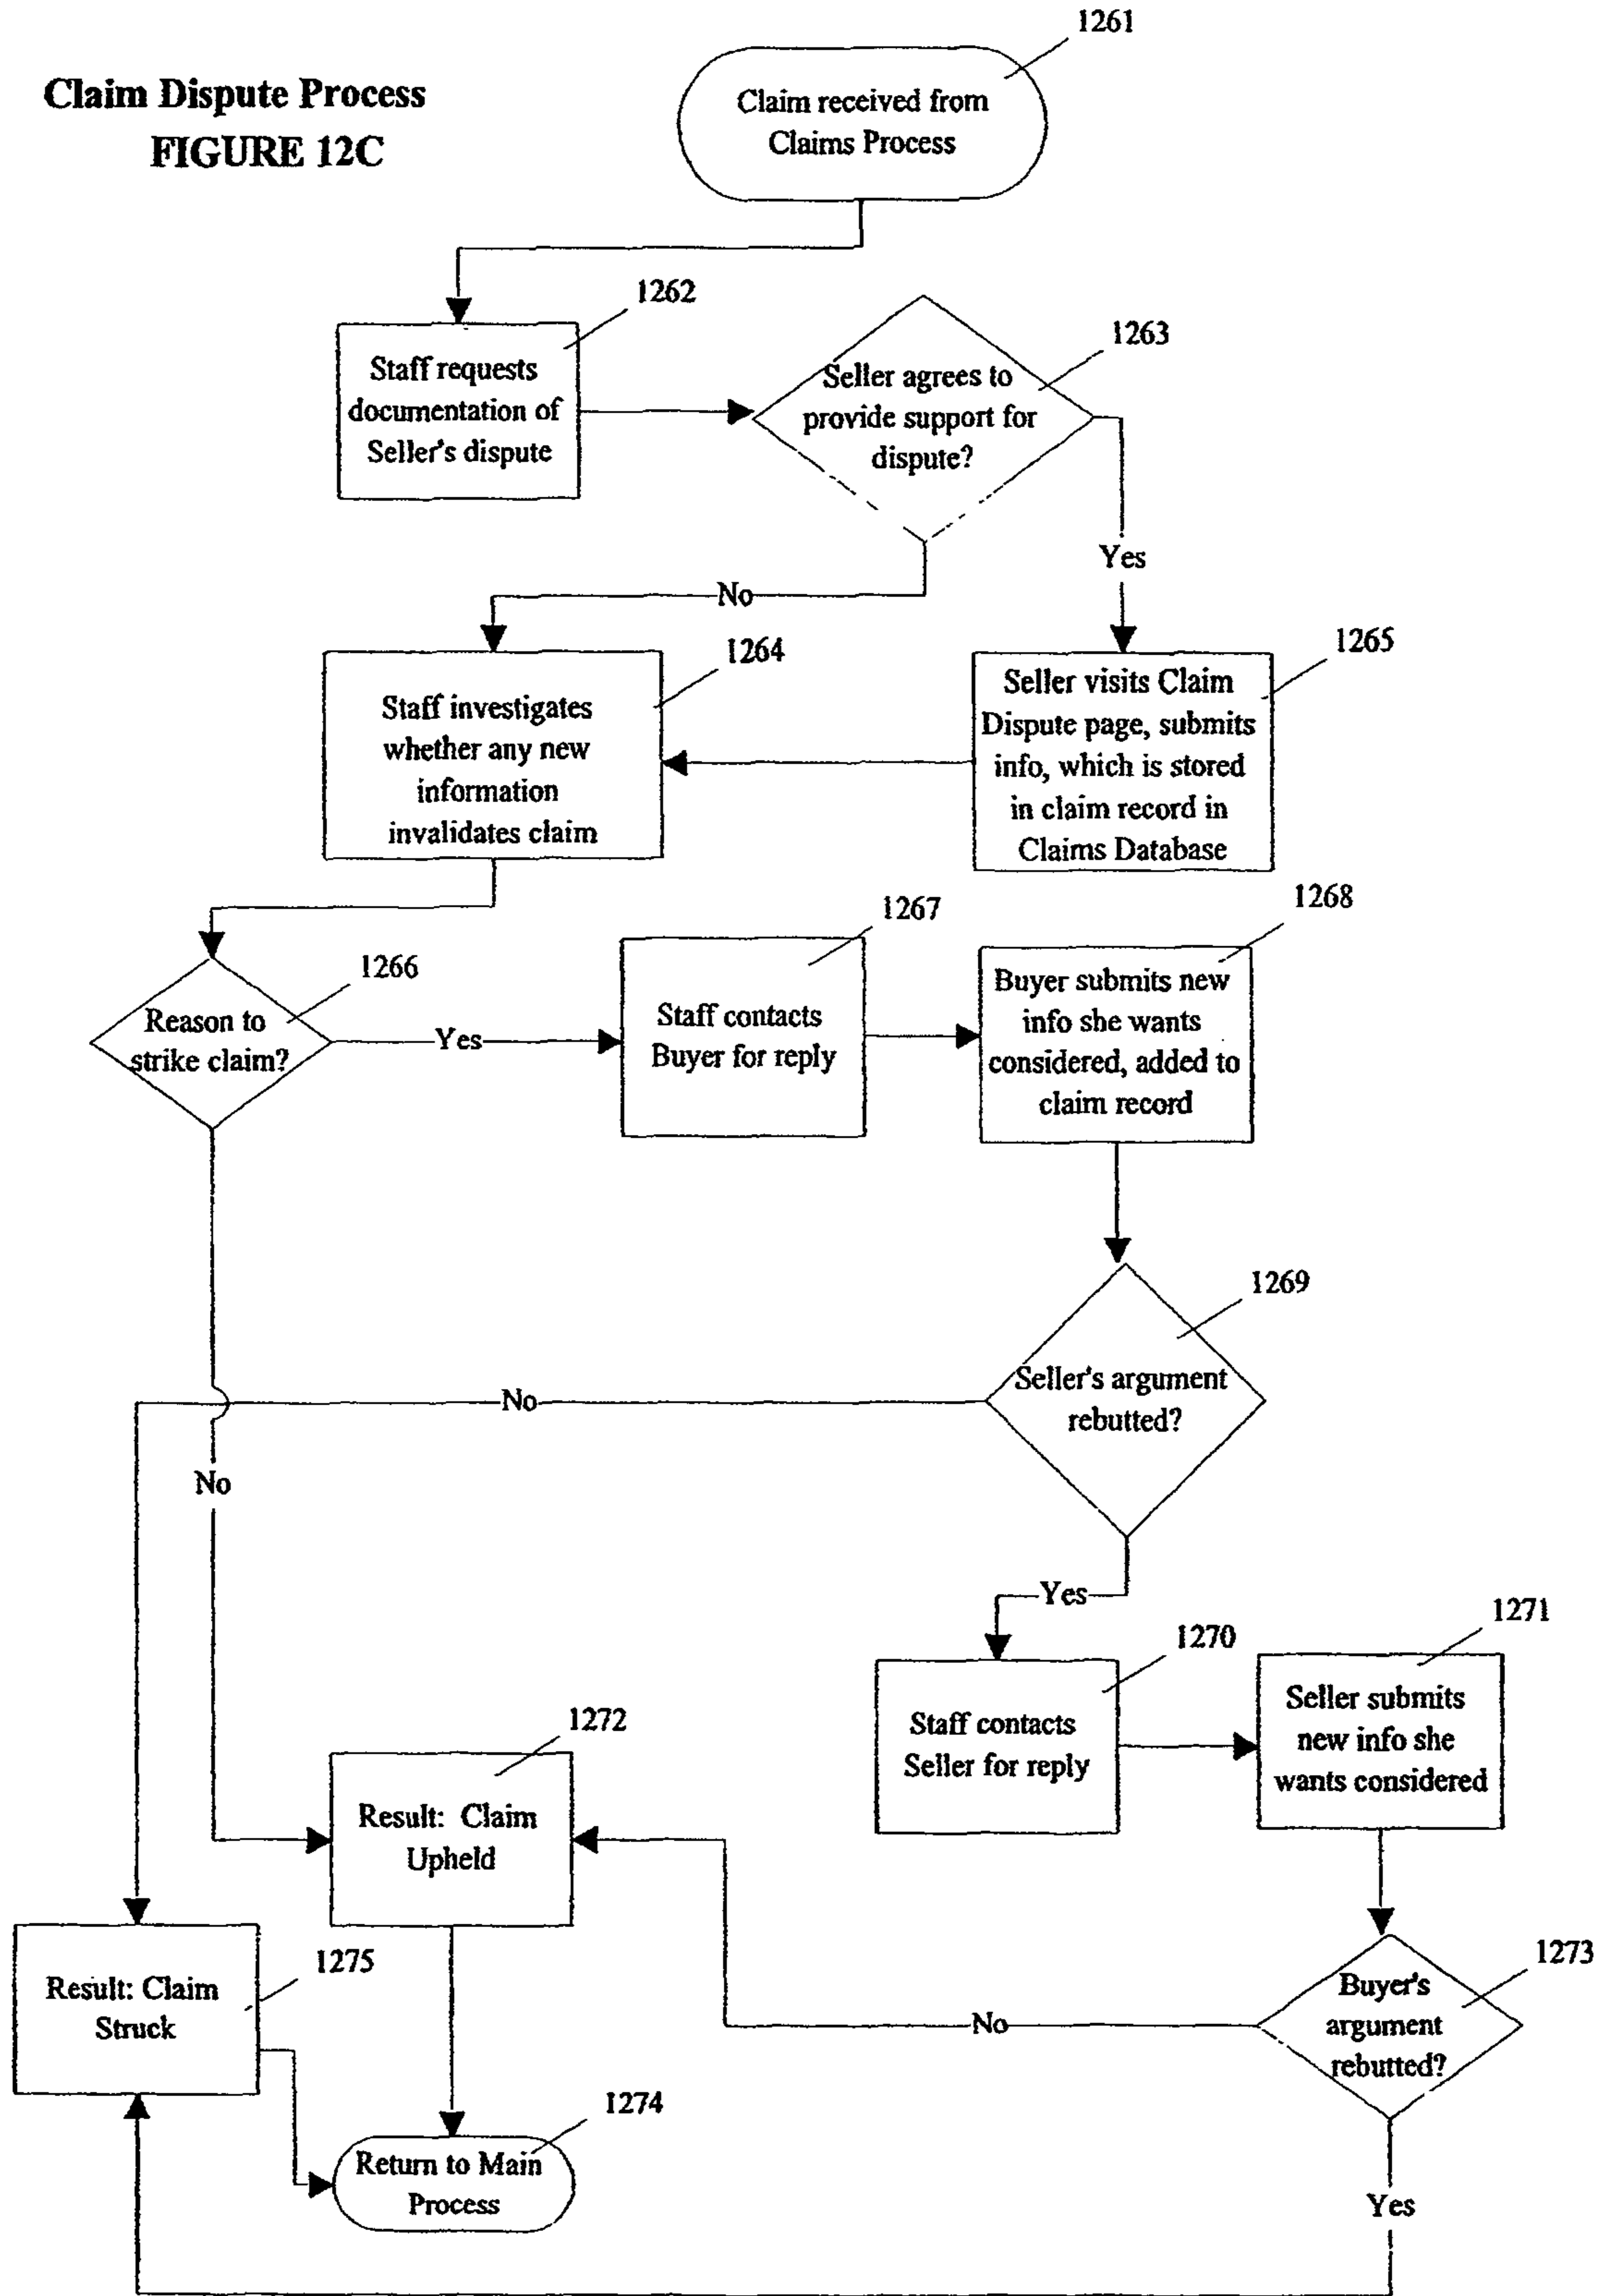 Claim Dispute Process
FIGURE 12C
1261
Claim received from
Claims Process
1262
Staff requests
documentation of
Seller's dispute
1263
Seller agrees to
provide support for
dispute?
Yes
No
1264
Staff investigates
whether any new
information
invalidates claim
1265
Seller visits Claim
Dispute page, submits
info, which is stored
in claim record in
Claims Database
1266
Reason to
strike claim?
Yes
1267
Staff contacts
Buyer for reply
1268
Buyer submits new
info she wants
considered, added to
claim record
1269
Seller's argument
rebutted?
No
No
Yes
1270
Staff contacts
Seller for reply
1271
Seller submits
new info she
wants considered
1272
Result: Claim
Upheld
1273
Buyer's
argument
rebutted?
No
1275
Result: Claim
Struck
1274
Return to Main
Process
Yes